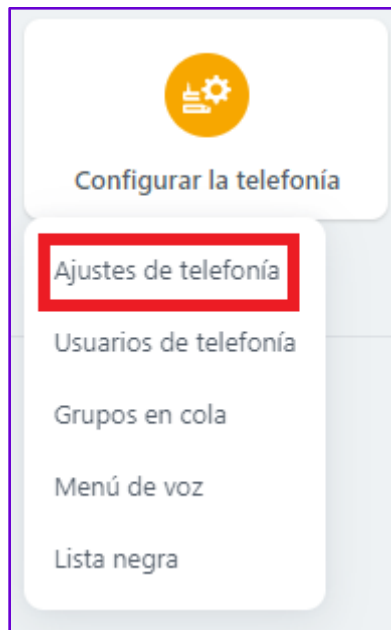 Configurar la telefonía
Ajustes de telefonía
Usuarios de telefonía
Grupos en cola
Menú de voz
Lista negra